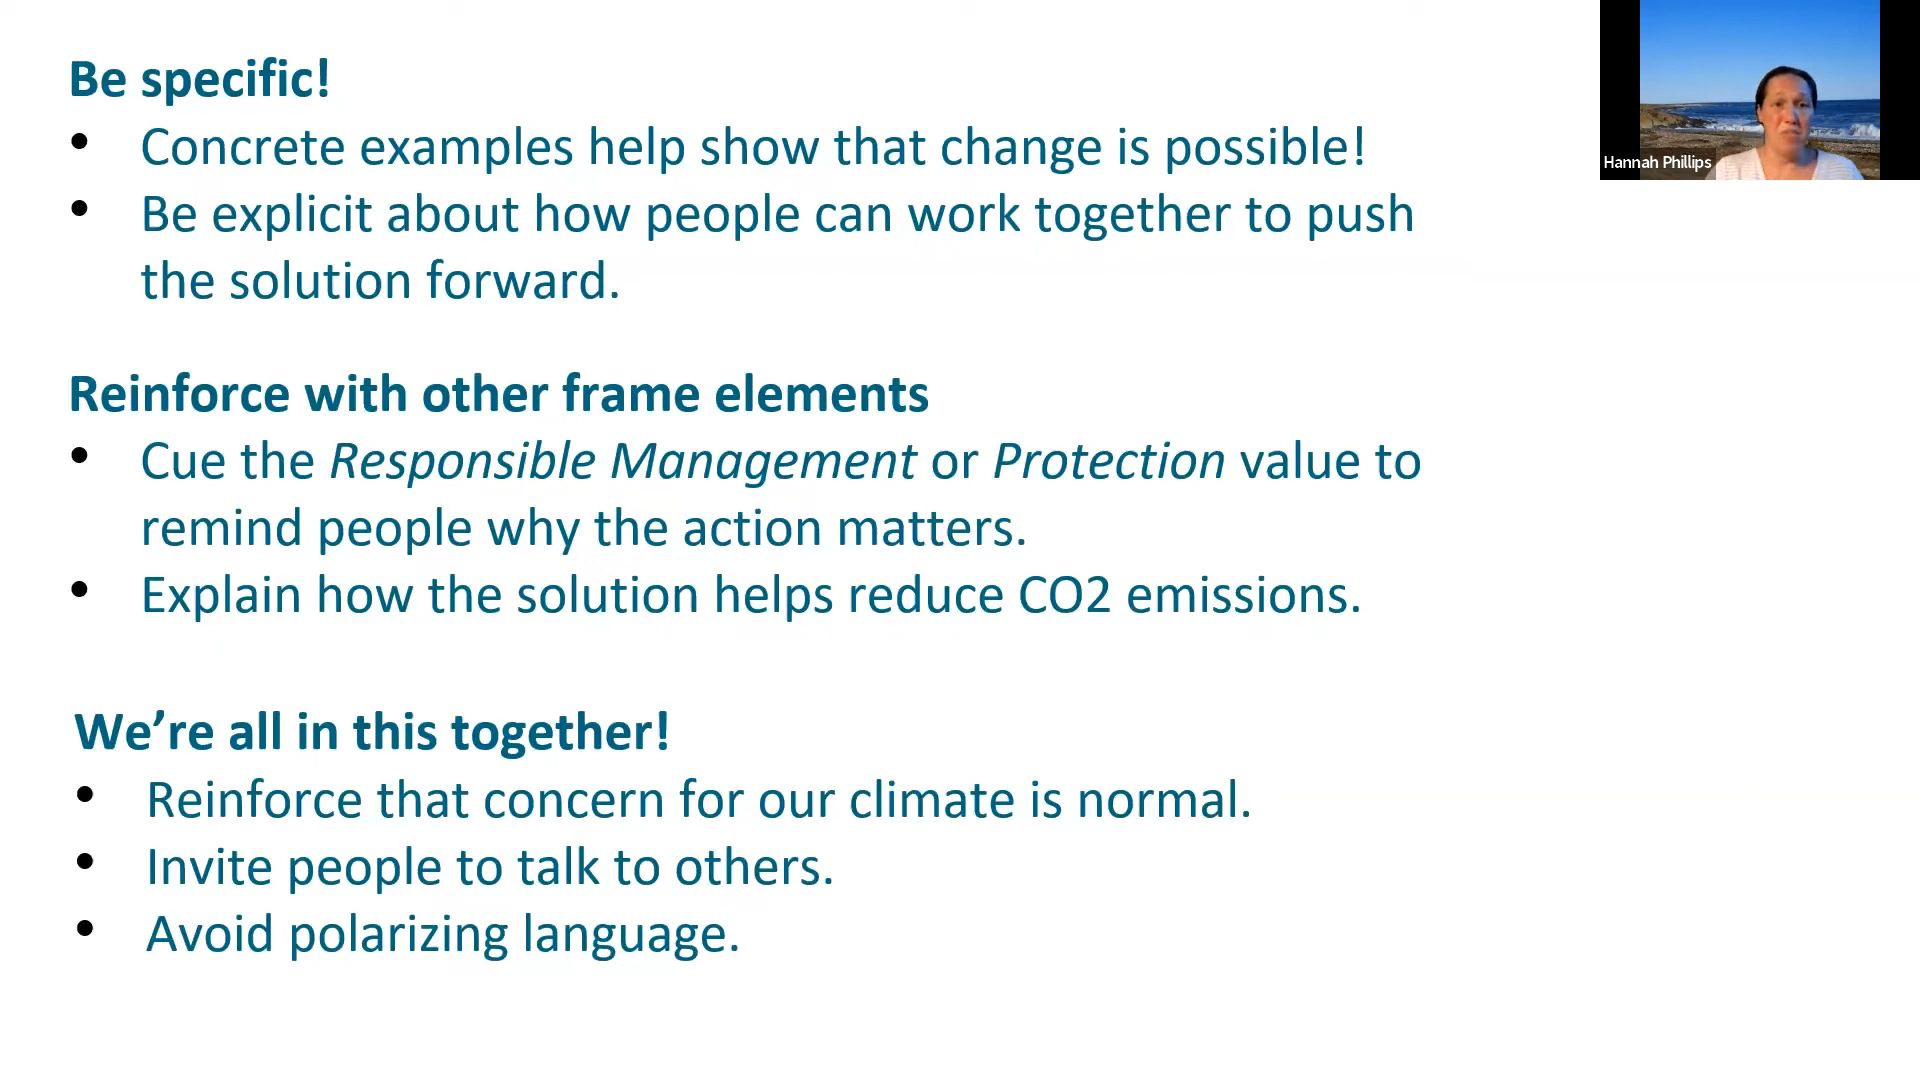 Be specific!
• Concrete examples help show that change is possible!
• Be explicit about how people can work together to push
the solution forward.
Reinforce with other frame elements
• Cue the Responsible Management or Protection value to
remind people why the action matters.
• Explain how the solution helps reduce CO2 emissions.
We’re all in this together!
• Reinforce that concern for our climate is normal.
• Invite people to talk to others.
• Avoid polarizing language.
Hannah Phillips